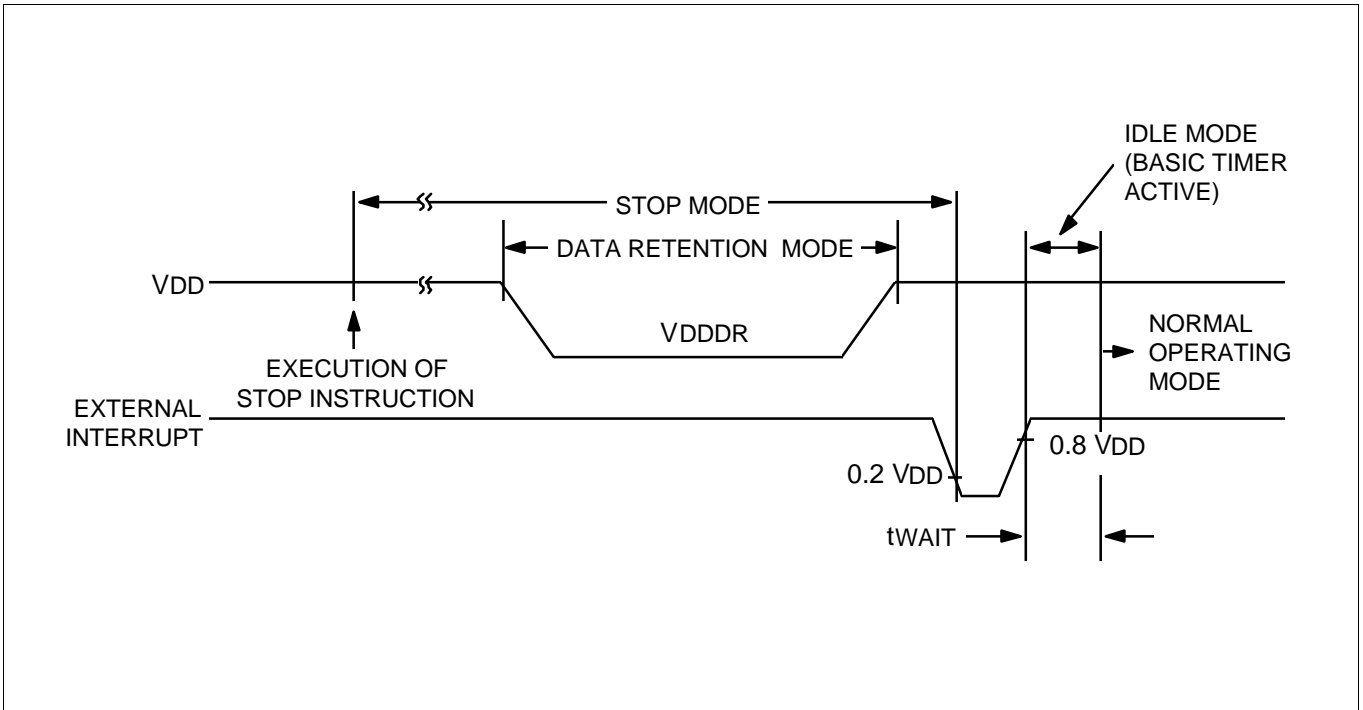 IDLE MODE
(BASIC TIMER
ACTIVE)
STOP MODE
DATA RETENTION MODE
VDD
VDDDR
EXECUTION OF
STOP INSTRUCTION
NORMAL
OPERATING
MODE
EXTERNAL
INTERRUPT
0.2 VDD
0.8 VDD
tWAIT